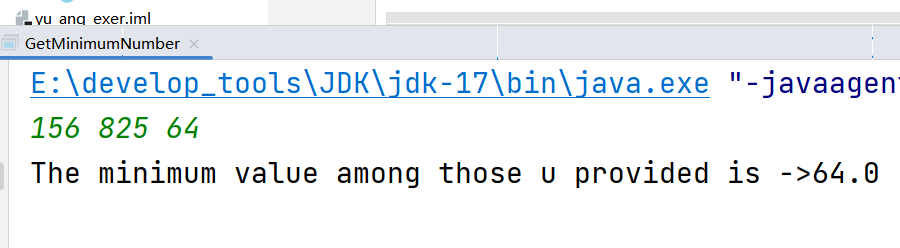 yu_ang_exer.iml
GetMinimumNumber
E:\develop_tools\JDK\jdk-17\bin\java.exe "-javaagent
156 825 64
The minimum value among those u provided is ->64.0